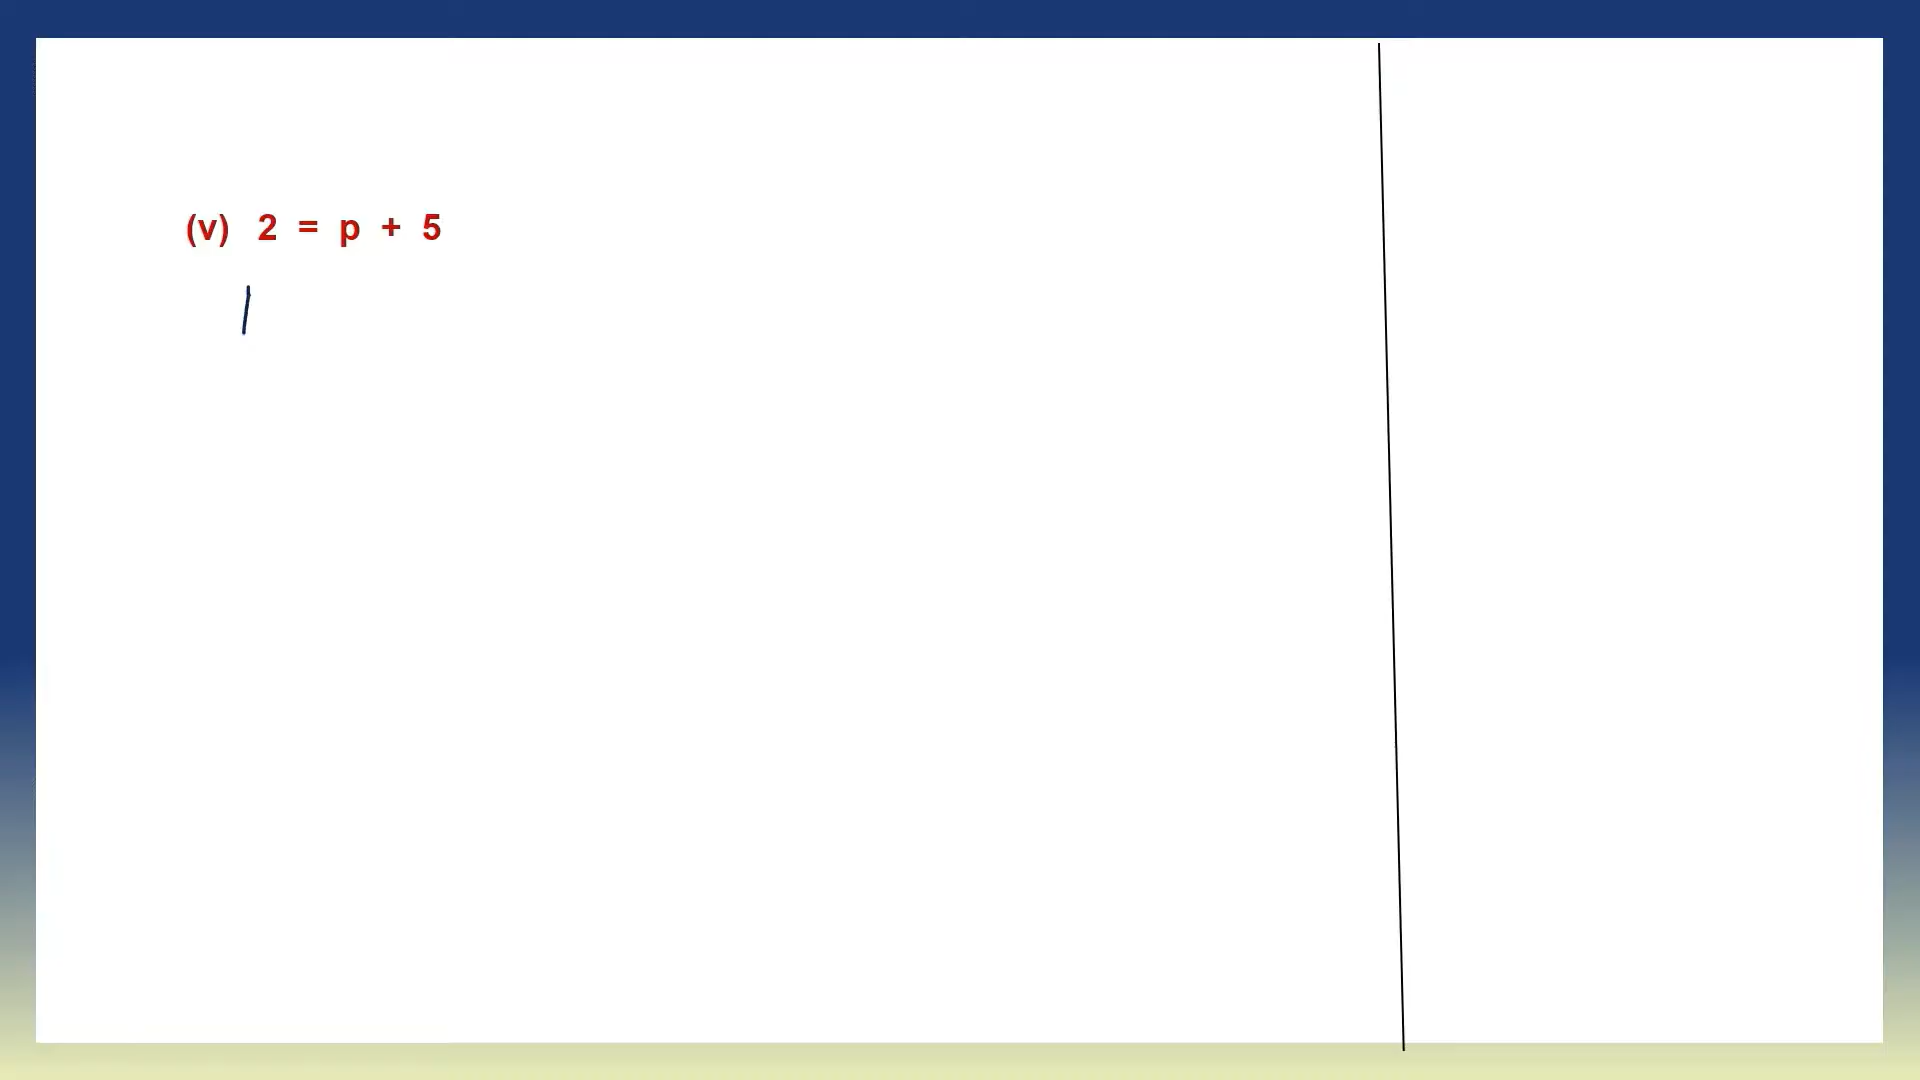 (v) 2 = p + 5